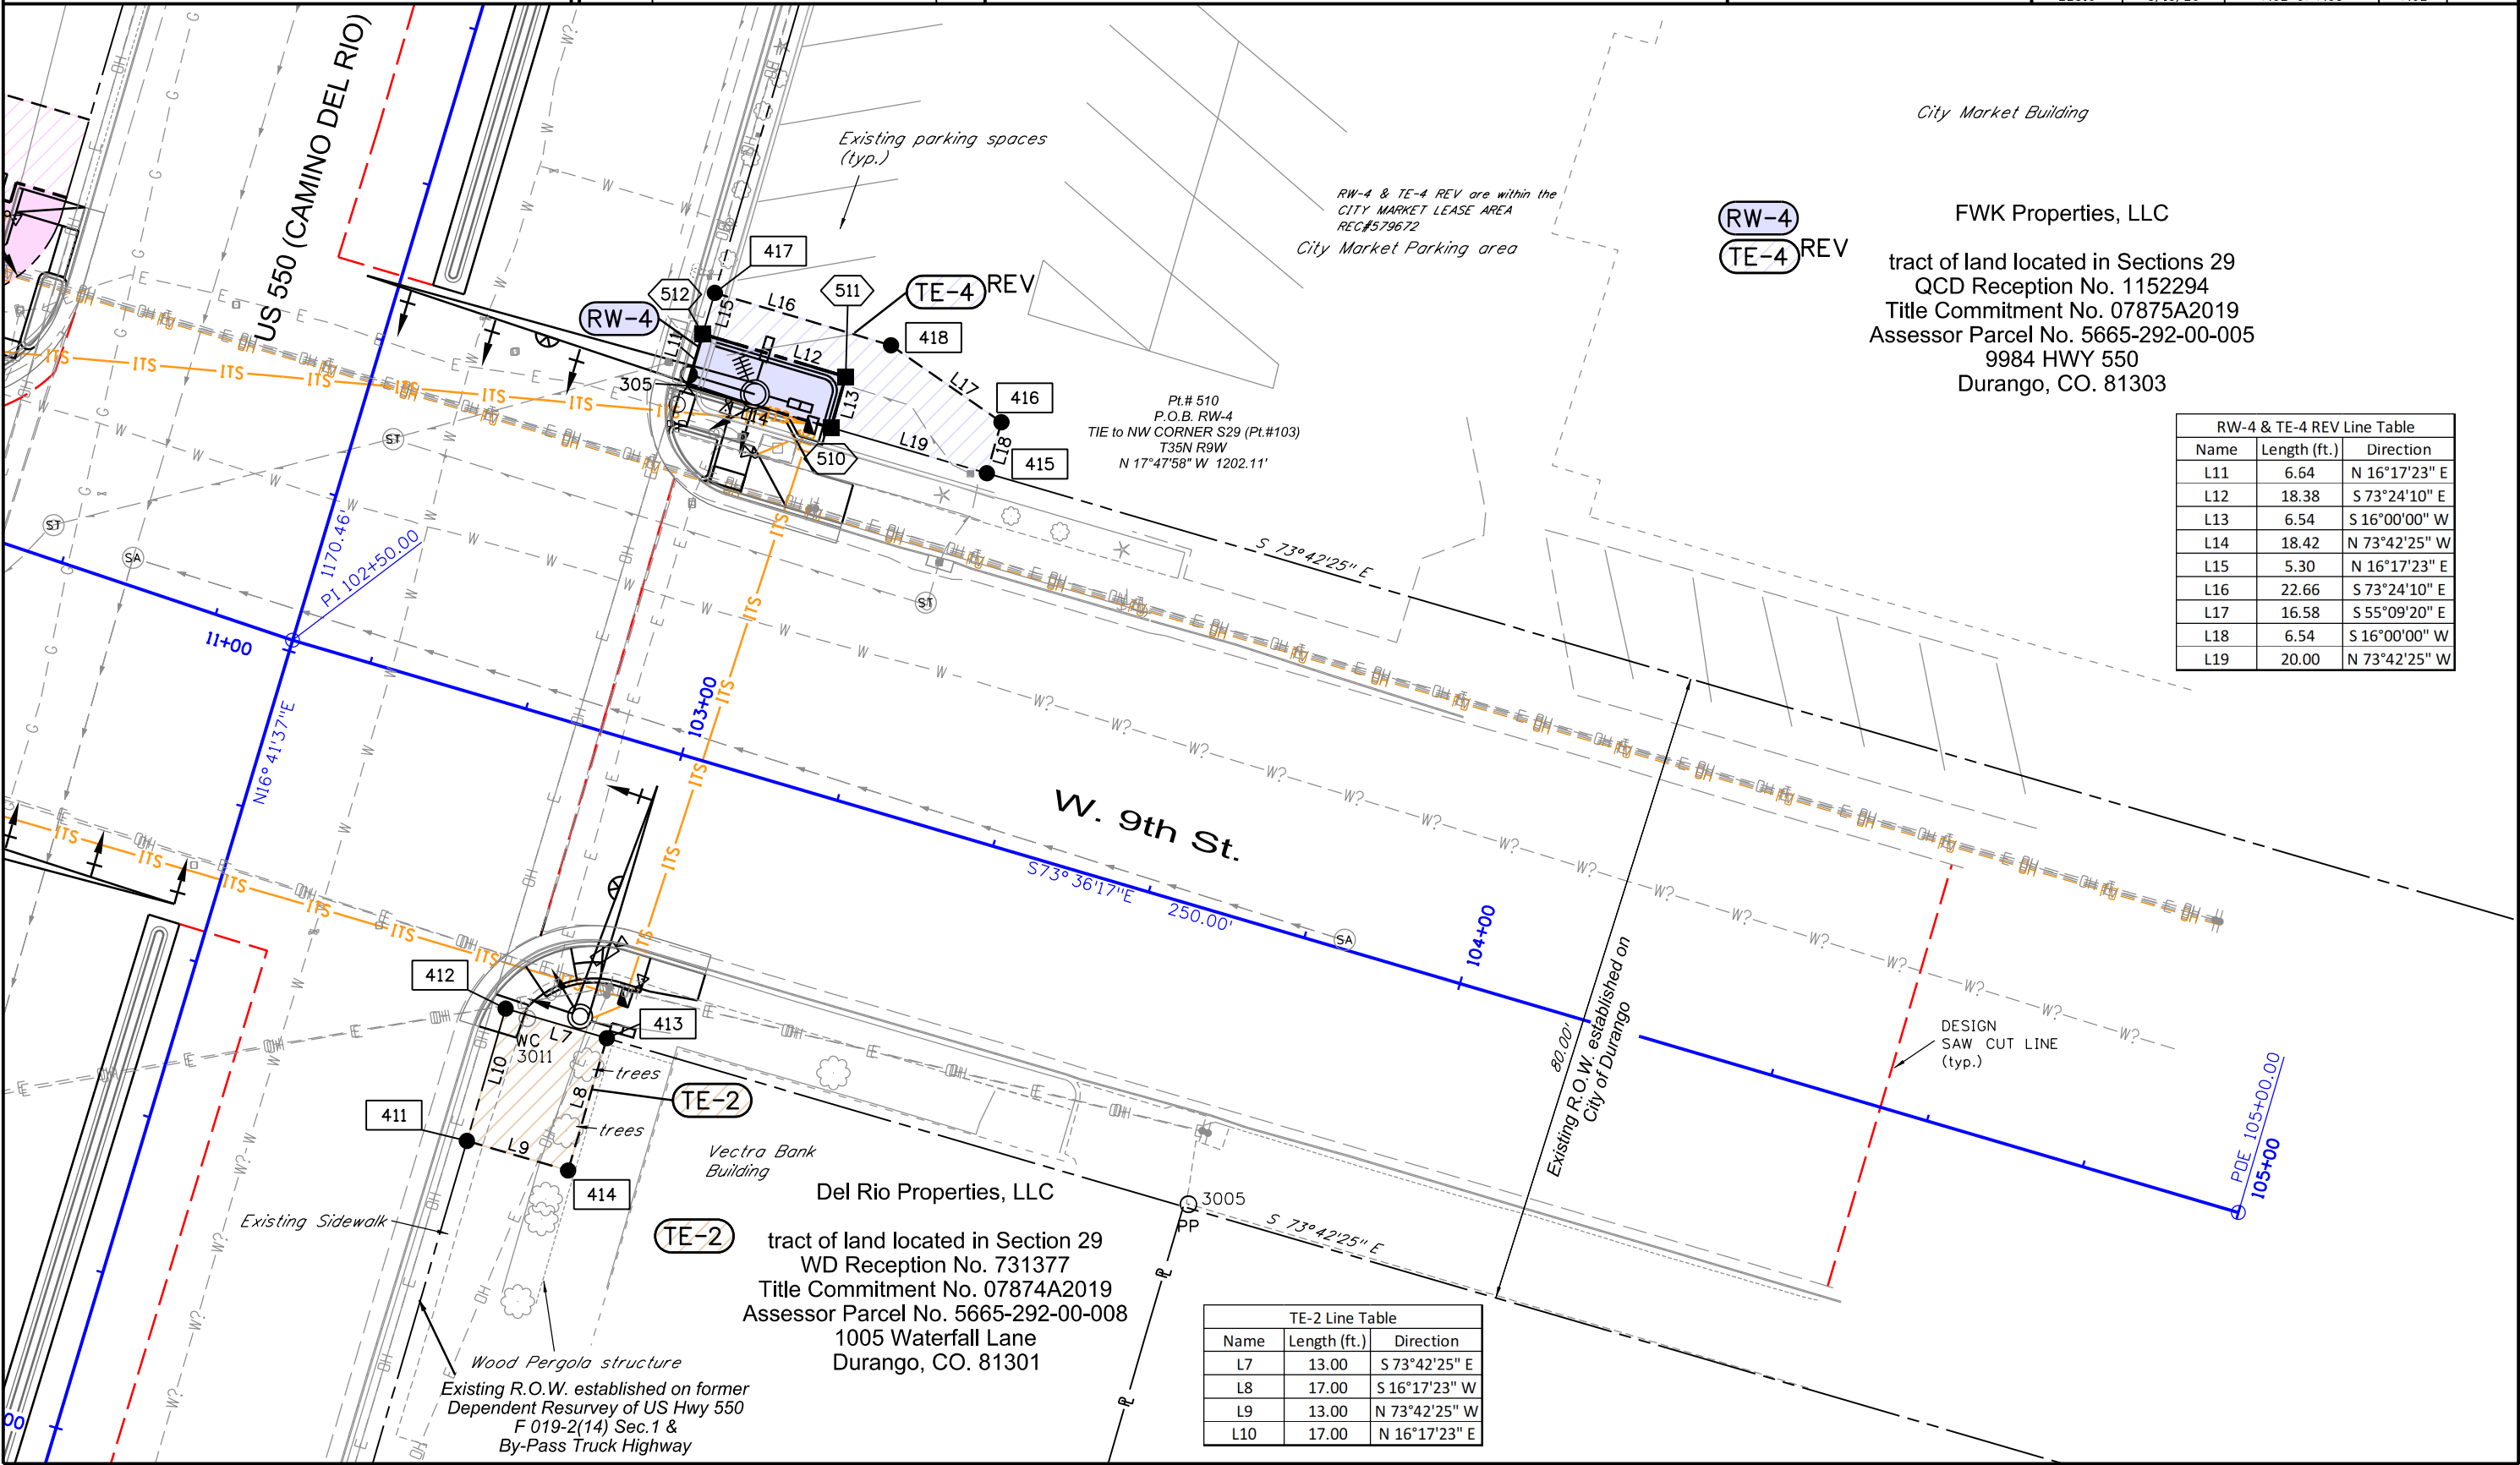 US 550 (CAMINO DEL RIO)
Existing parking spaces
(typ.)
City Market Building
RW-4 & TE-4 REV are within the
CITY MARKET LEASE AREA
REC#579672
City Market Parking area
RW-4
TE-4 REV
FWK Properties, LLC
tract of land located in Sections 29
QCD Reception No. 1152294
Title Commitment No. 07875A2019
Assessor Parcel No. 5665-292-00-005
9984 HWY 550
Durango, CO. 81303
417
512
511
TE-4 REV
RW-4
418
416
415
510
305
L11
L12
L13
L14
L15
L16
L17
L18
L19
Pt.# 510
P.O.B. RW-4
TIE to NW CORNER S29 (Pt.#103)
T35N R9W
N 17°47'58" W 1202.11'
RW-4 & TE-4 REV Line Table
Name Length (ft.) Direction
L11 6.64 N 16°17'23" E
L12 18.38 S 73°24'10" E
L13 6.54 S 16°00'00" W
L14 18.42 N 73°42'25" W
L15 5.30 N 16°17'23" E
L16 22.66 S 73°24'10" E
L17 16.58 S 55°09'20" E
L18 6.54 S 16°00'00" W
L19 20.00 N 73°42'25" W
1170.46'
PI 102+50.00
11+00
N16°41'37"E
103+00
S 73°42'25" E
W. 9th St.
S73°36'17"E 250.00'
104+00
80.00'
Existing R.O.W. established on
City of Durango
DESIGN
SAW CUT LINE
(typ.)
POE 105+00.00
105+00
ITS
ST
SA
412
413
411
414
L7
L8
L9
L10
WC
3011
trees
trees
TE-2
Vectra Bank
Building
Existing Sidewalk
TE-2
Del Rio Properties, LLC
tract of land located in Section 29
WD Reception No. 731377
Title Commitment No. 07874A2019
Assessor Parcel No. 5665-292-00-008
1005 Waterfall Lane
Durango, CO. 81301
3005
PP
S 73°42'25" E
Wood Pergola structure
Existing R.O.W. established on former
Dependent Resurvey of US Hwy 550
F 019-2(14) Sec.1 &
By-Pass Truck Highway
TE-2 Line Table
Name Length (ft.) Direction
L7 13.00 S 73°42'25" E
L8 17.00 S 16°17'23" W
L9 13.00 N 73°42'25" W
L10 17.00 N 16°17'23" E